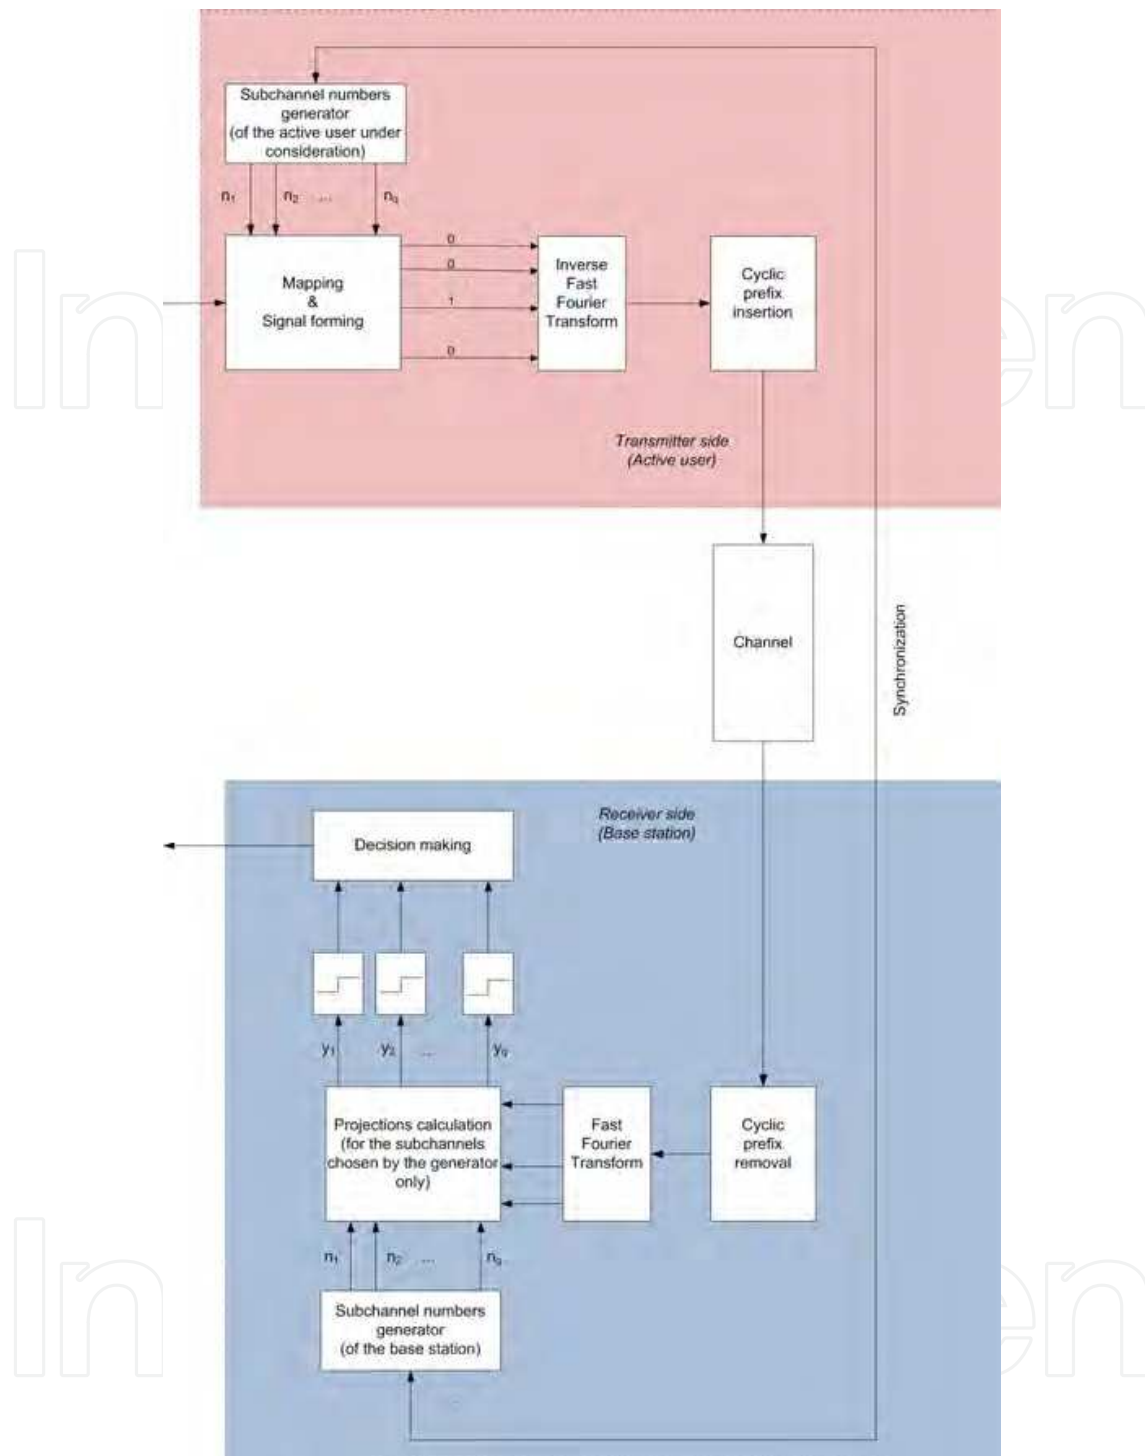 Subchannel numbers
generator
(of the active user under
consideration)
n1 n2 ... nq
Mapping
&
Signal forming
0
0
1
0
Inverse
Fast
Fourier
Transform
Cyclic
prefix
insertion
Transmitter side
(Active user)
Channel
Synchronization
Receiver side
(Base station)
Decision making
y1 y2 ... yq
Projections calculation
(for the subchannels
chosen by the generator
only)
Fast
Fourier
Transform
Cyclic
prefix
removal
n1 n2 ... nq
Subchannel numbers
generator
(of the base station)